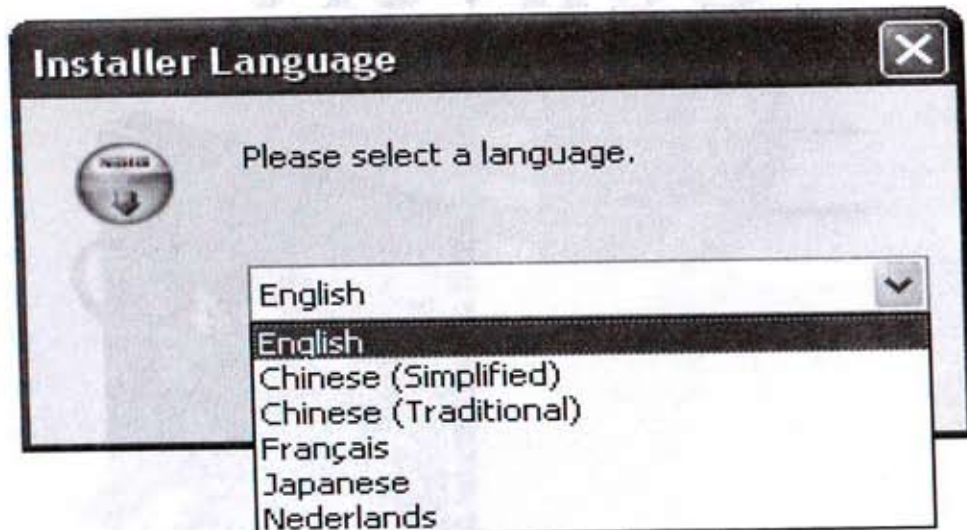 Installer Language
Please select a language.
English
English
Chinese (Simplified)
Chinese (Traditional)
Français
Japanese
Nederlands